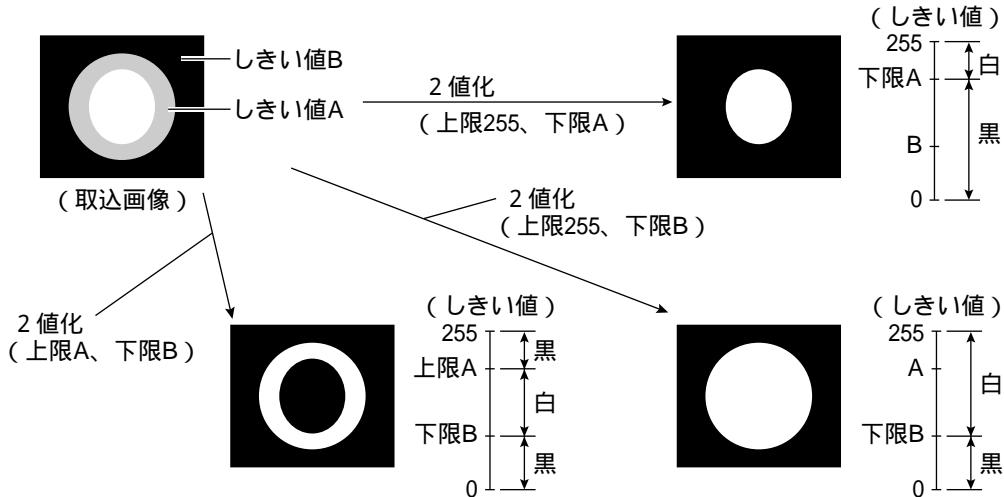 しきい値B
しきい値A
（取込画像）
２値化
（上限255、下限A）
（しきい値）
255
下限A
B
0
白
黒
２値化
（上限255、下限B）
２値化
（上限A、下限B）
（しきい値）
255
上限A
下限B
0
黒
白
黒
（しきい値）
255
A
下限B
0
白
黒